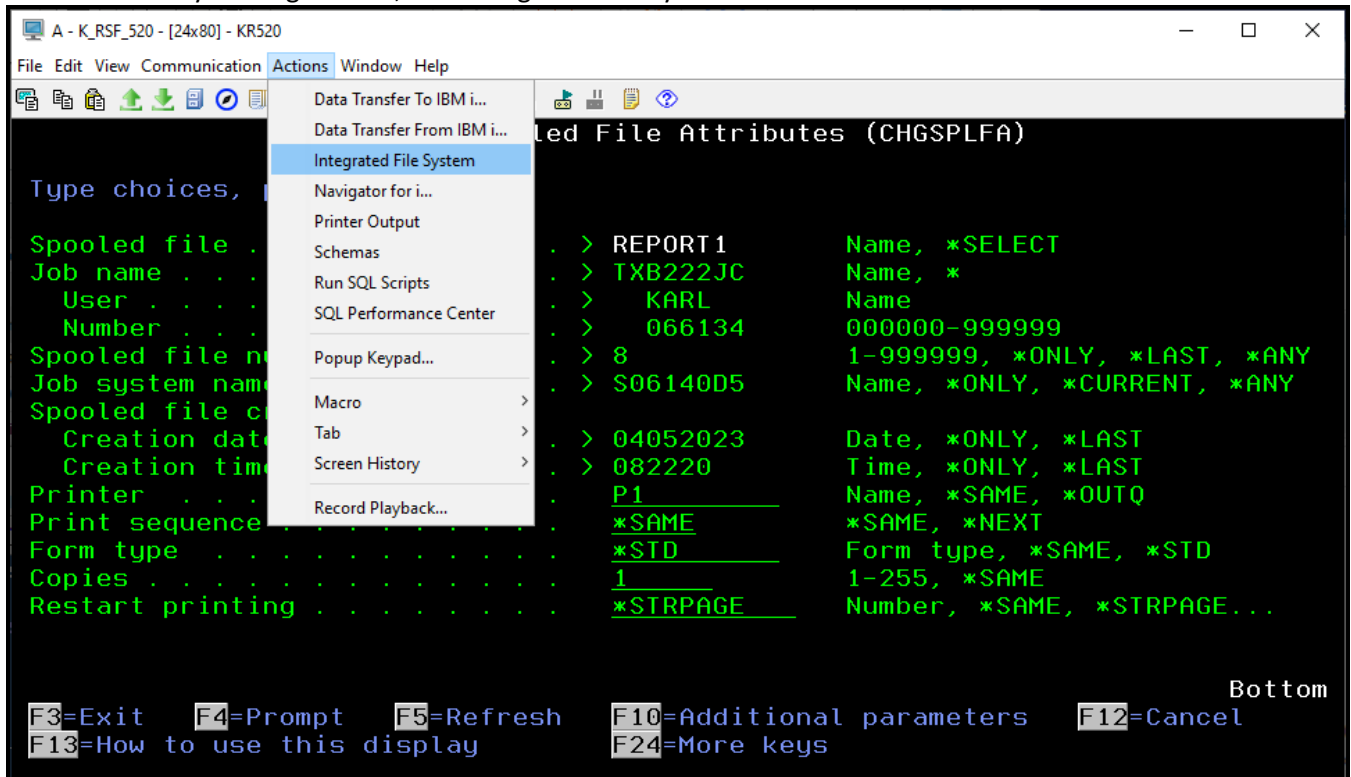 A - K_RSF_520 - [24x80] - KR520
File Edit View Communication Actions Window Help
Data Transfer To IBM i...
Data Transfer From IBM i...
Integrated File System
Navigator for i...
Printer Output
Schemas
Run SQL Scripts
SQL Performance Center
Popup Keypad...
Macro >
Tab >
Screen History >
Record Playback...
led File Attributes (CHGSPLFA)
Type choices,
Spooled file . . > REPORT1 Name, *SELECT
Job name . . . . > TXB222JC Name, *
User . . . . > KARL Name
Number . . . . > 066134 000000-999999
Spooled file n . > 8 1-999999, *ONLY, *LAST, *ANY
Job system name . > S06140D5 Name, *ONLY, *CURRENT, *ANY
Spooled file c
Creation date . > 04052023 Date, *ONLY, *LAST
Creation time . > 082220 Time, *ONLY, *LAST
Printer . . . . P1 Name, *SAME, *OUTQ
Print sequence . . . . . . . . . . *SAME *SAME, *NEXT
Form type . . . . . . . . . . . . *STD Form type, *SAME, *STD
Copies . . . . . . . . . . . . . . 1 1-255, *SAME
Restart printing . . . . . . . . . *STRPAGE Number, *SAME, *STRPAGE...
Bottom
F3=Exit F4=Prompt F5=Refresh F10=Additional parameters F12=Cancel
F13=How to use this display F24=More keys